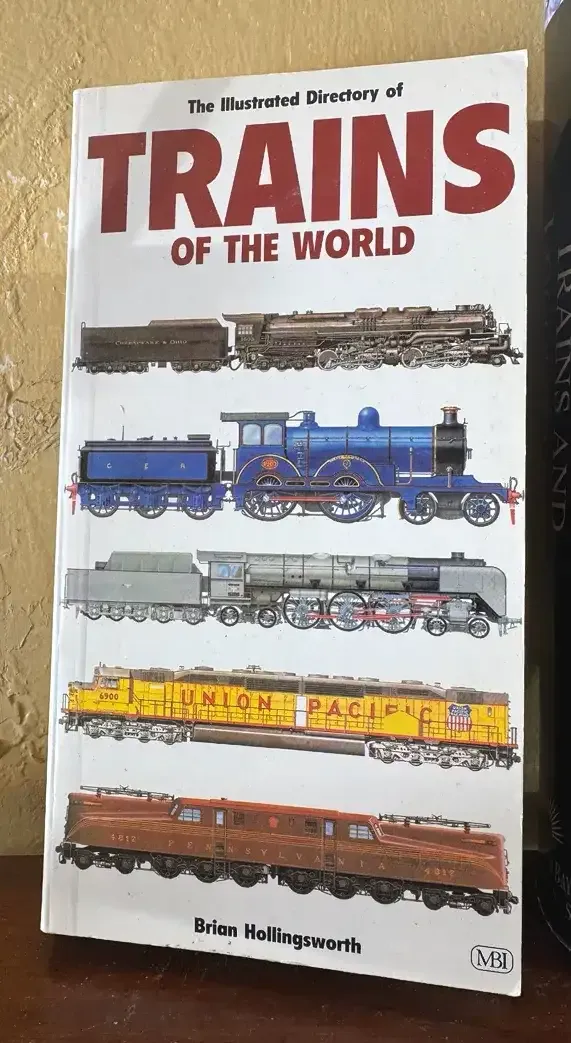 The Illustrated Directory of
TRAINS
OF THE WORLD
CHESAPEAKE & OHIO
G E R
6900
UNION PACIFIC
4812
PENNSYLVANIA
4812
Brian Hollingsworth
MBI
TRAINS AND